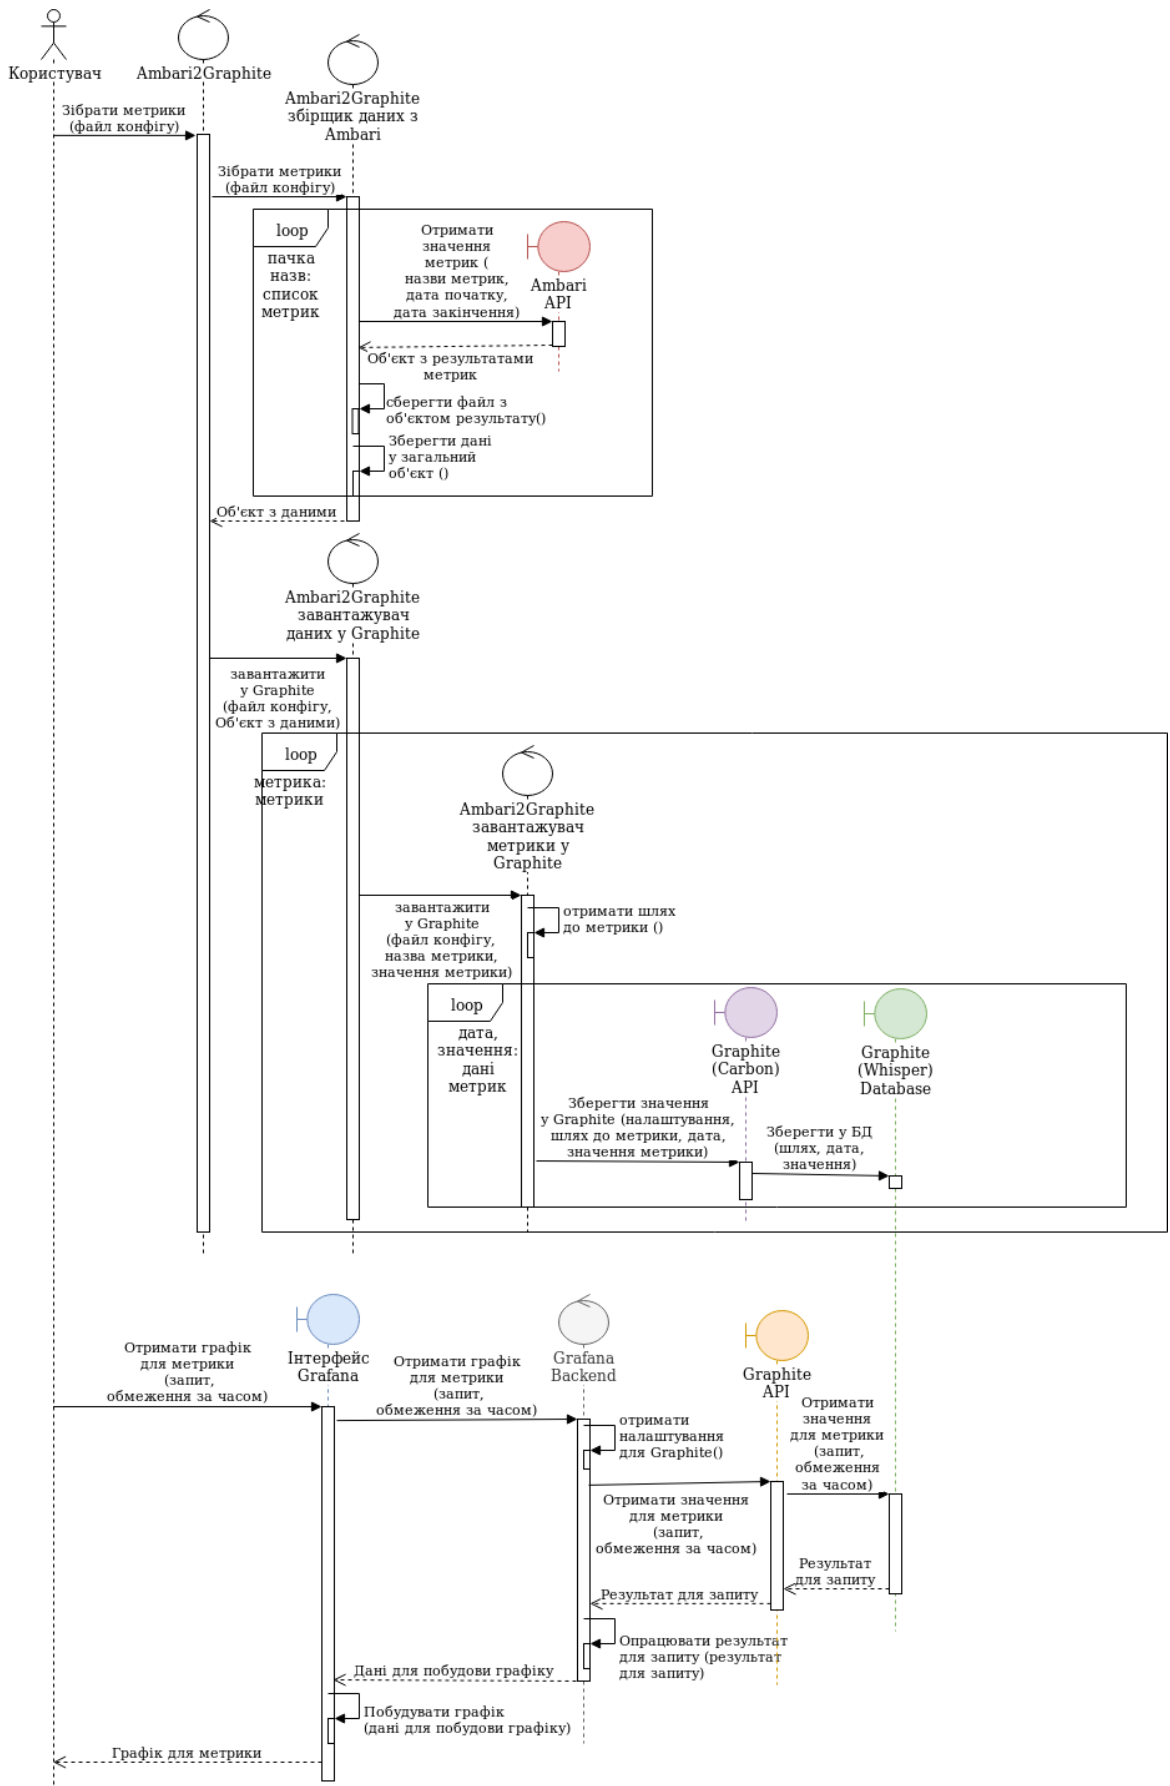 Користувач
Ambari2Graphite
Ambari2Graphite
збірщик даних з
Ambari
Зібрати метрики
(файл конфігу)
Зібрати метрики
(файл конфігу)
loop
пачка
назв:
список
метрик
Отримати
значення
метрик (
назви метрик,
дата початку,
дата закінчення)
Ambari
API
Об'єкт з результатами
метрик
сберегти файл з
об'єктом результату()
Зберегти дані
у загальний
об'єкт ()
Об'єкт з даними
Ambari2Graphite
завантажувач
даних у Graphite
завантажити
у Graphite
(файл конфігу,
Об'єкт з даними)
loop
метрика:
метрики
Ambari2Graphite
завантажувач
метрики у
Graphite
завантажити
у Graphite
(файл конфігу,
назва метрики,
значення метрики)
отримати шлях
до метрики ()
loop
дата,
значення:
дані
метрик
Graphite
(Carbon)
API
Graphite
(Whisper)
Database
Зберегти значення
у Graphite (налаштування,
шлях до метрики, дата,
значення метрики)
Зберегти у БД
(шлях, дата,
значення)
Отримати графік
для метрики
(запит,
обмеження за часом)
Інтерфейс
Grafana
Отримати графік
для метрики
(запит,
обмеження за часом)
Grafana
Backend
отримати
налаштування
для Graphite()
Graphite
API
Отримати
значення
для метрики
(запит,
обмеження
за часом)
Отримати значення
для метрики
(запит,
обмеження за часом)
Результат
для запиту
Результат для запиту
Опрацювати результат
для запиту (результат
для запиту)
Дані для побудови графіку
Побудувати графік
(дані для побудови графіку)
Графік для метрики